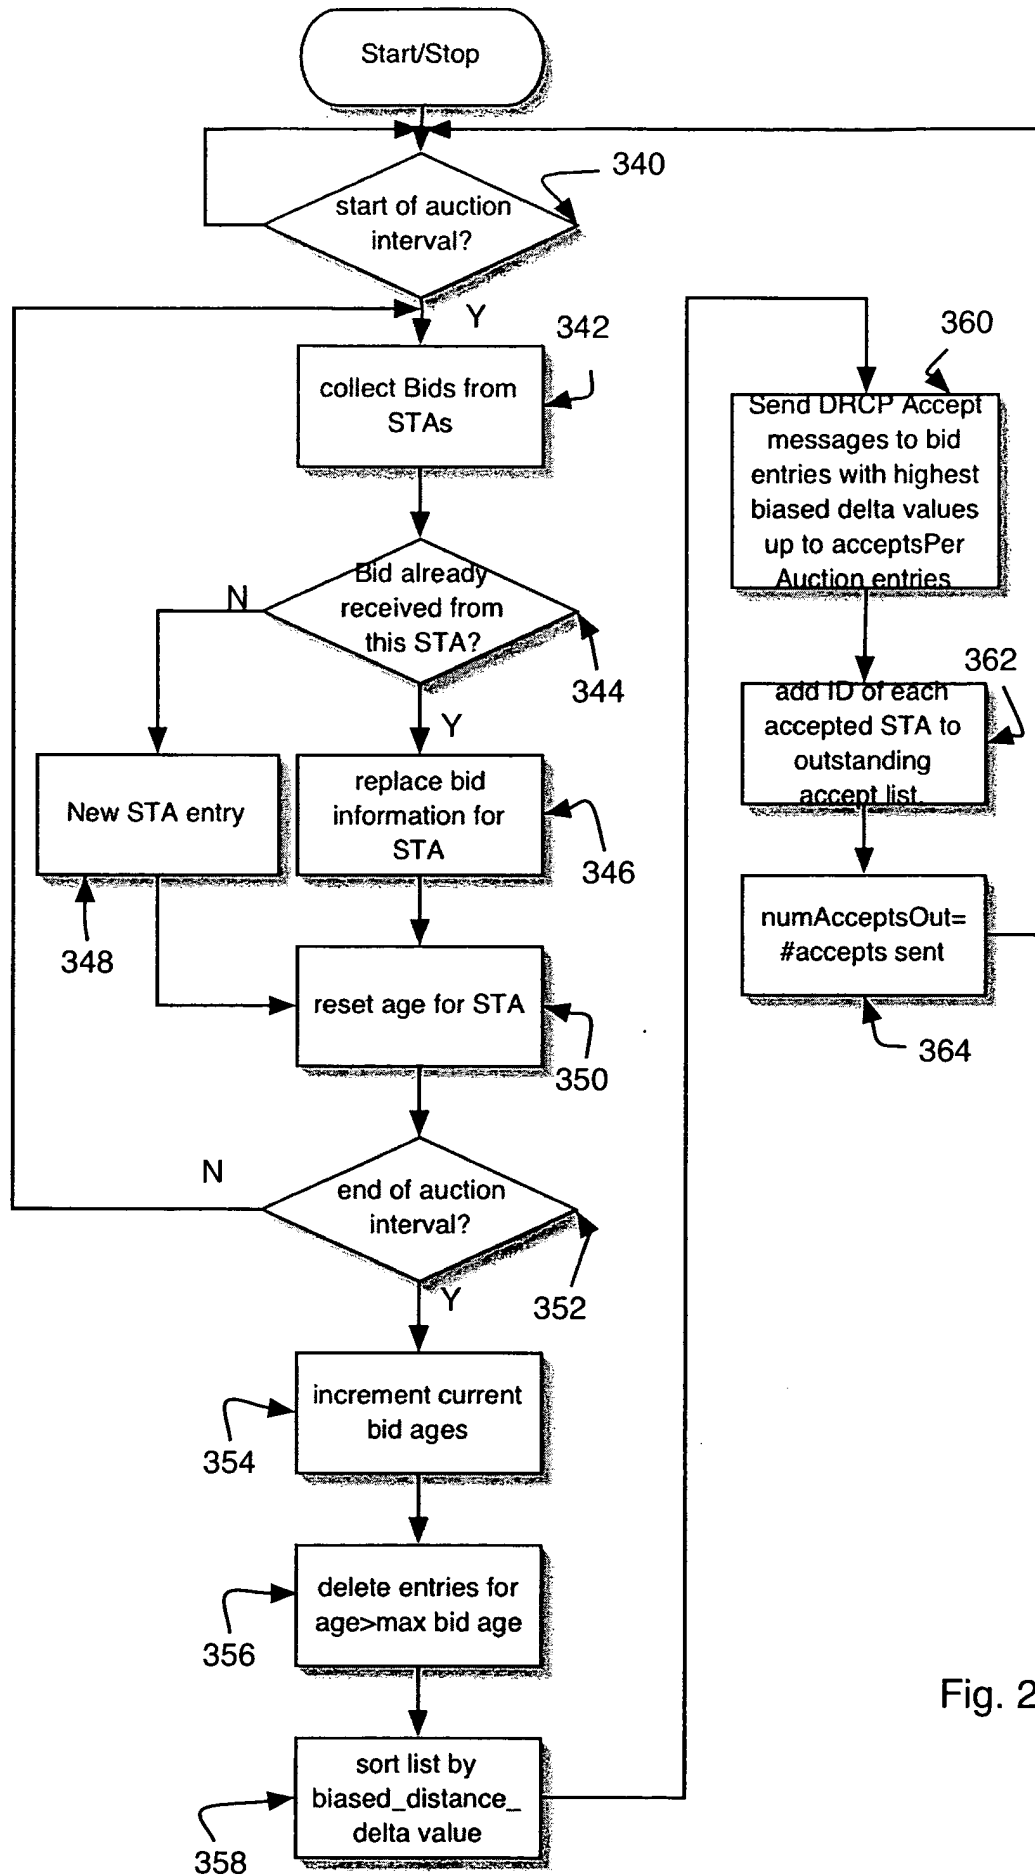 Start/Stop
340
start of auction
interval?
Y
342
collect Bids from
STAs
Bid already
received from
this STA?
N
344
Y
New STA entry
replace bid
information for
STA
346
348
reset age for STA
350
N
end of auction
interval?
352
Y
increment current
bid ages
354
delete entries for
age>max bid age
356
sort list by
biased_distance_
delta value
358
360
Send DRCP Accept
messages to bid
entries with highest
biased delta values
up to acceptsPer
Auction entries
362
add ID of each
accepted STA to
outstanding
accept list.
numAcceptsOut=
#accepts sent
364
Fig. 2